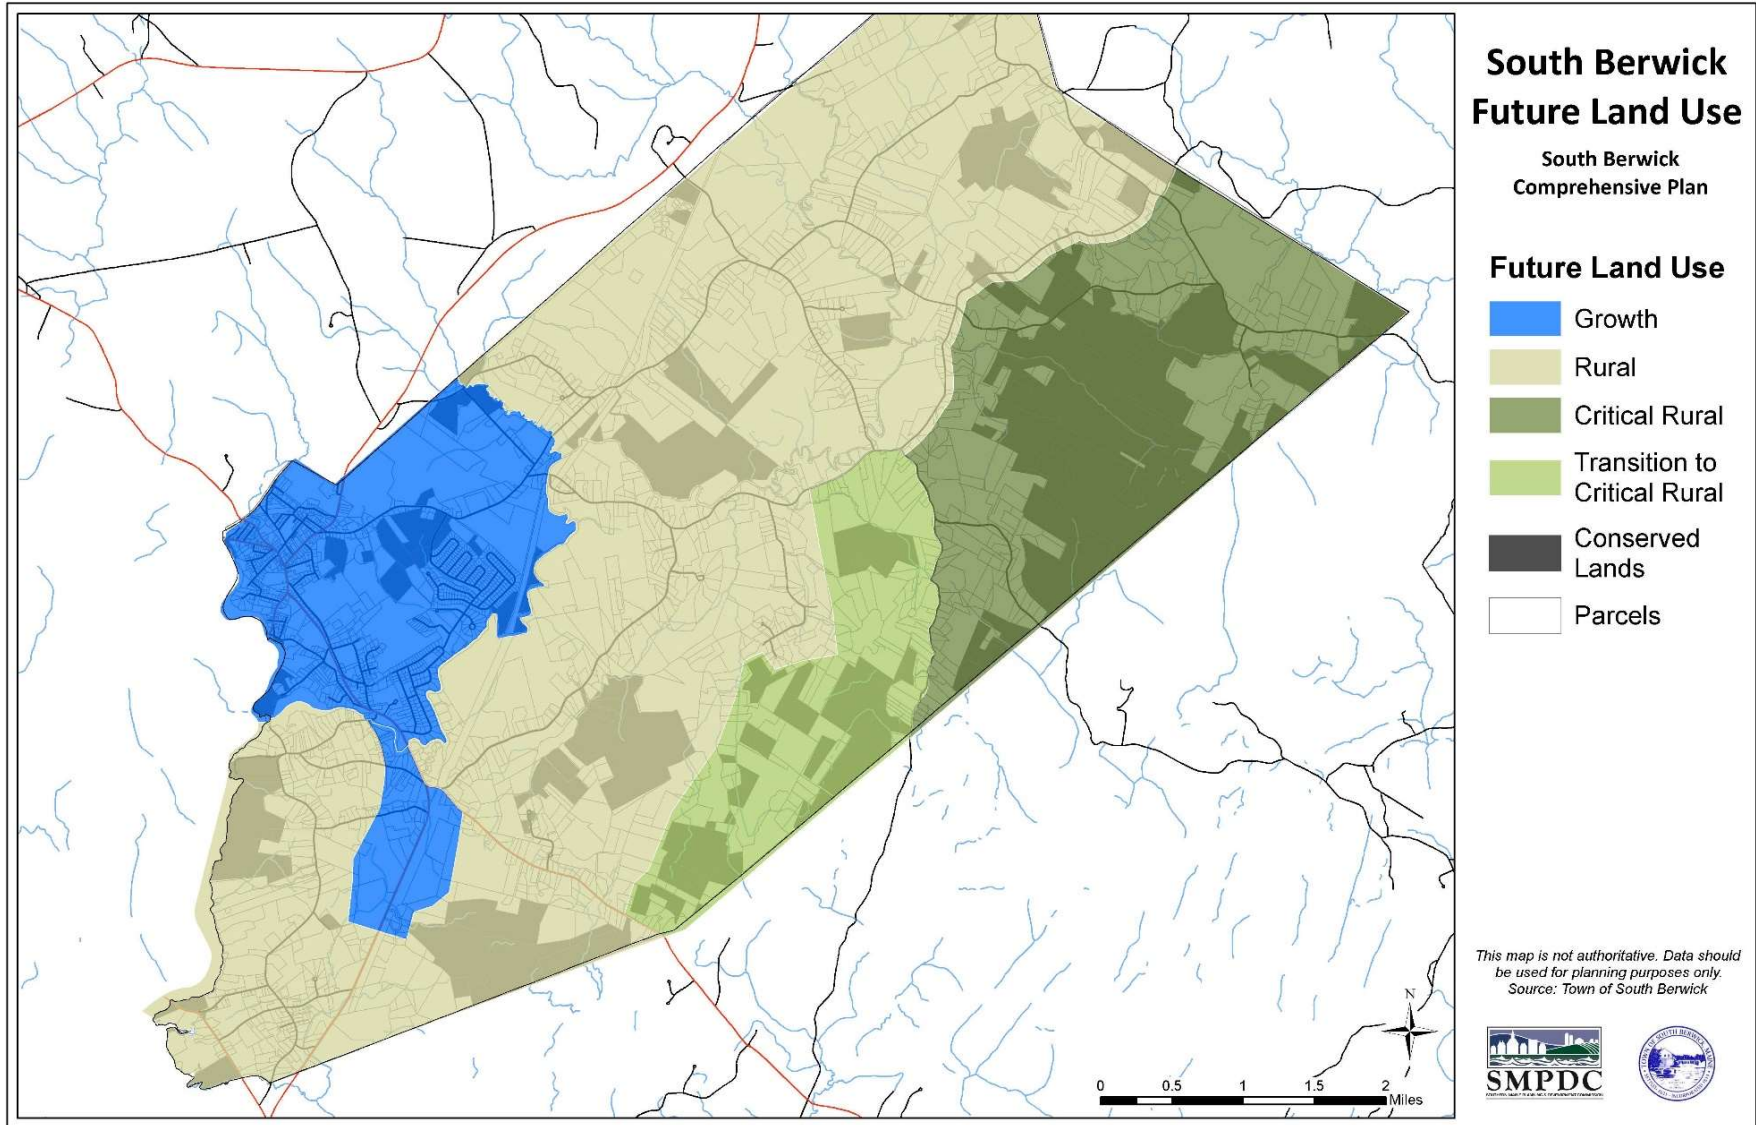 South Berwick
Future Land Use
South Berwick
Comprehensive Plan
Future Land Use
Growth
Rural
Critical Rural
Transition to
Critical Rural
Conserved
Lands
Parcels
This map is not authoritative. Data should
be used for planning purposes only.
Source: Town of South Berwick
N
0 0.5 1 1.5 2
Miles
SMPDC